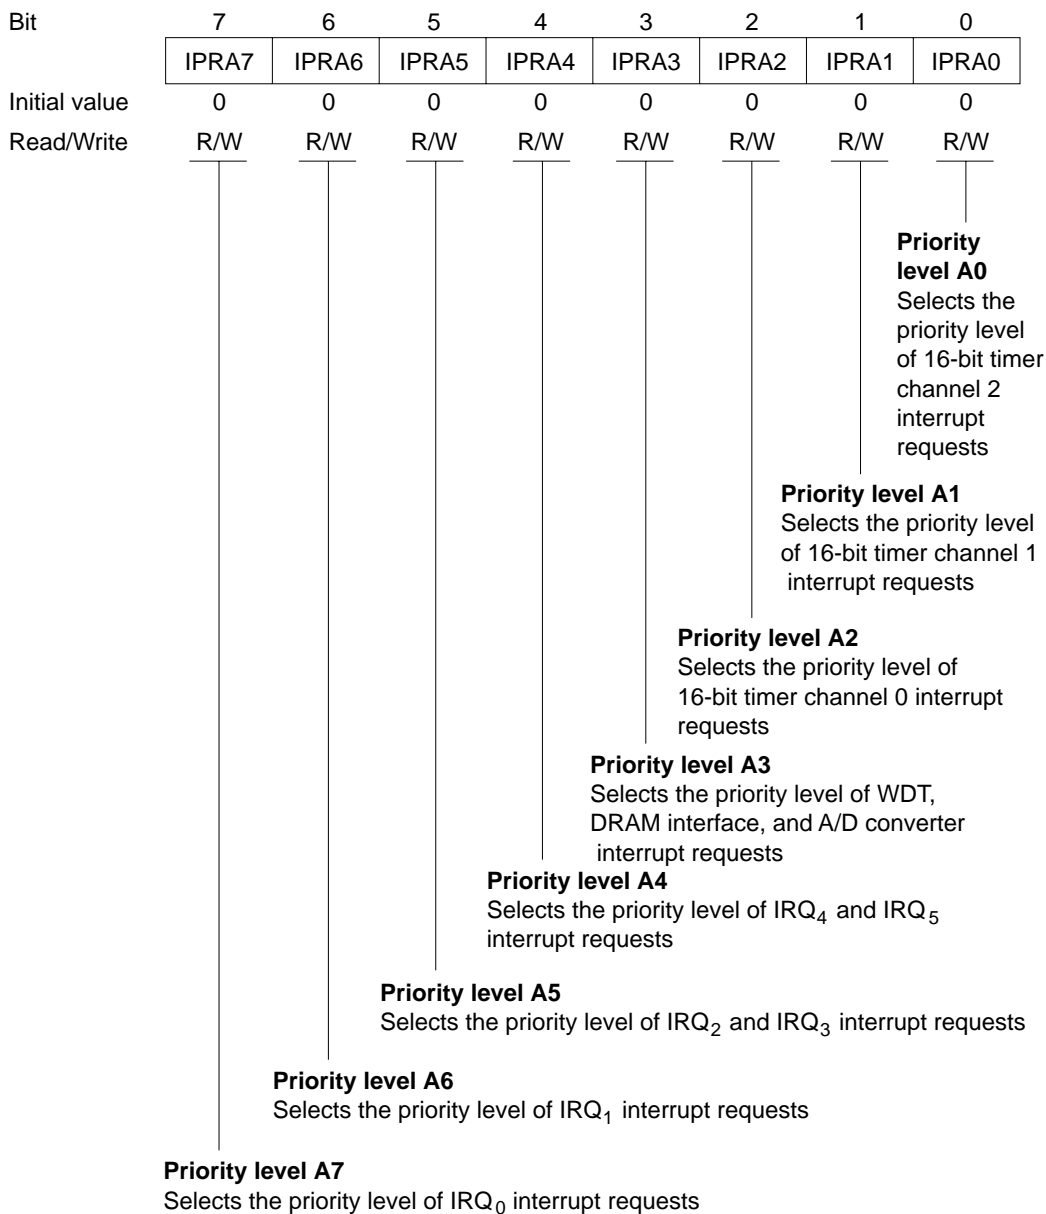 Bit 7 6 5 4 3 2 1 0
IPRA7 IPRA6 IPRA5 IPRA4 IPRA3 IPRA2 IPRA1 IPRA0
Initial value 0 0 0 0 0 0 0 0
Read/Write R/W R/W R/W R/W R/W R/W R/W R/W
Priority
level A0
Selects the
priority level
of 16-bit timer
channel 2
interrupt
requests
Priority level A1
Selects the priority level
of 16-bit timer channel 1
interrupt requests
Priority level A2
Selects the priority level of
16-bit timer channel 0 interrupt
requests
Priority level A3
Selects the priority level of WDT,
DRAM interface, and A/D converter
interrupt requests
Priority level A4
Selects the priority level of IRQ4 and IRQ5
interrupt requests
Priority level A5
Selects the priority level of IRQ2 and IRQ3 interrupt requests
Priority level A6
Selects the priority level of IRQ1 interrupt requests
Priority level A7
Selects the priority level of IRQ0 interrupt requests